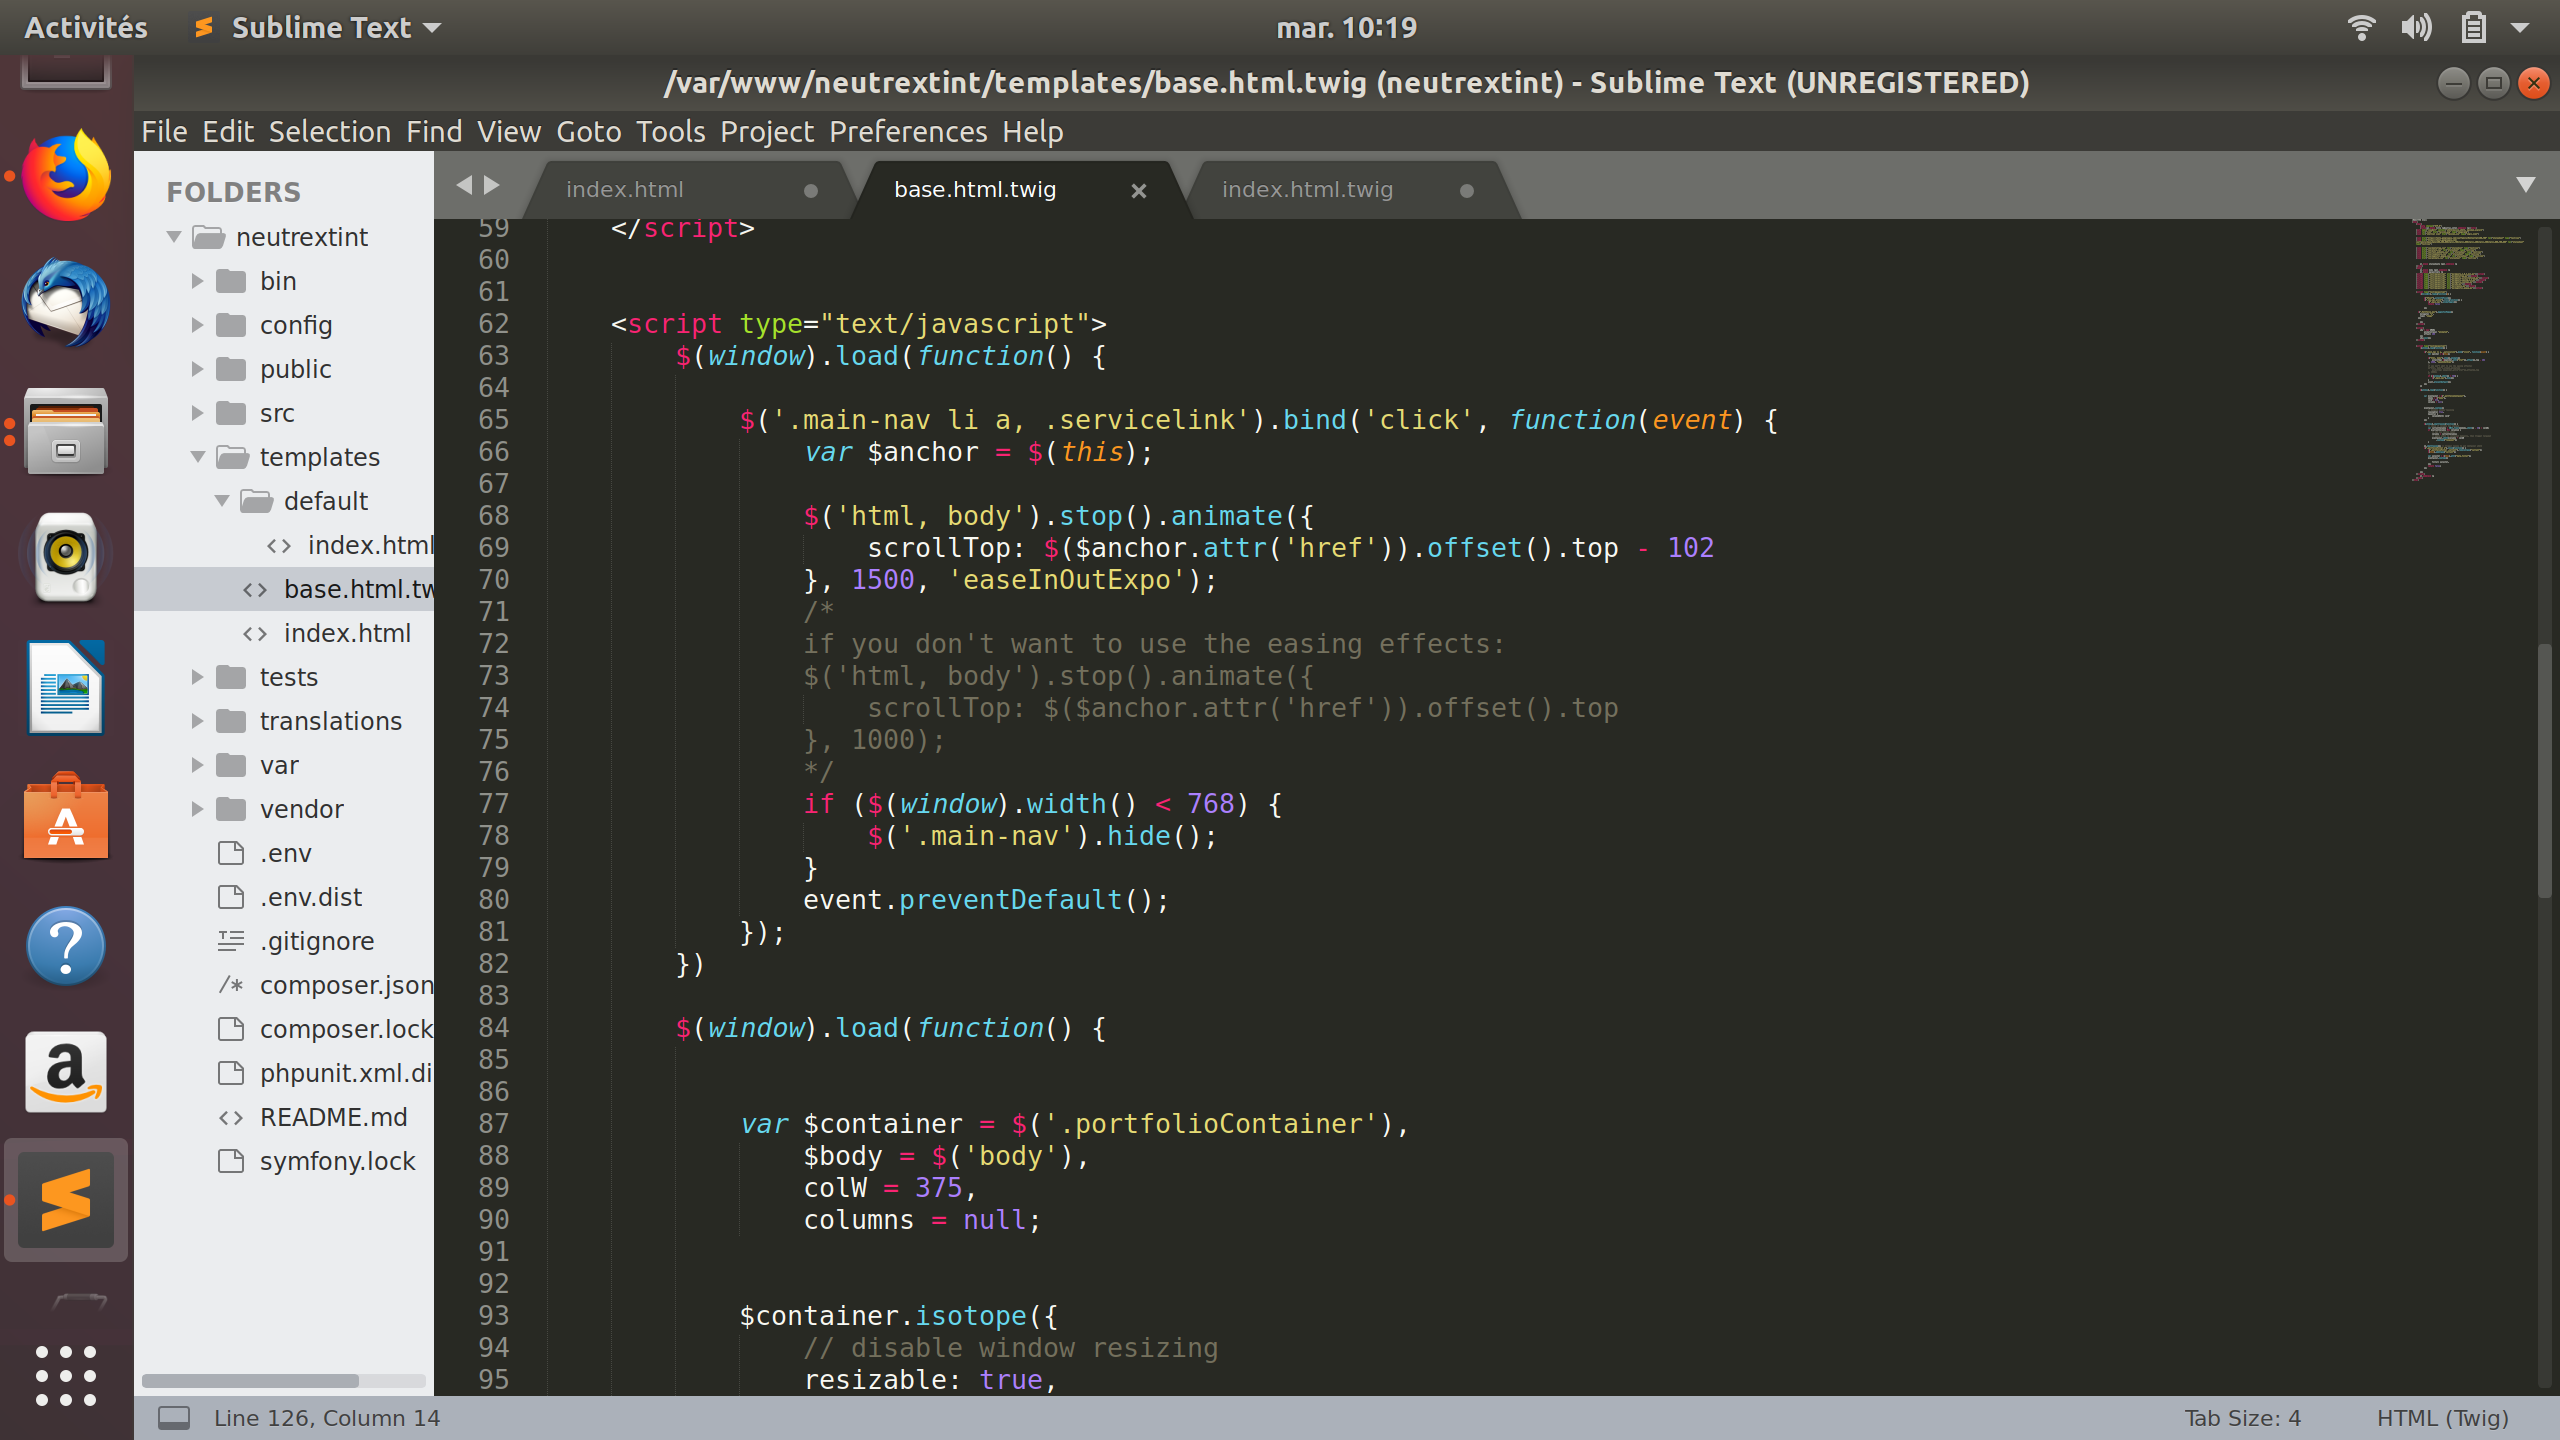 Activités
Sublime Text
mar. 10:19
/var/www/neutrextint/templates/base.html.twig (neutrextint) - Sublime Text (UNREGISTERED)
File Edit Selection Find View Goto Tools Project Preferences Help
FOLDERS
neutrextint
bin
config
public
src
templates
default
index.html
base.html.tw
index.html
tests
translations
var
vendor
.env
.env.dist
.gitignore
composer.json
composer.lock
phpunit.xml.di
README.md
symfony.lock
index.html
base.html.twig
index.html.twig
59 </script>
60
61
62 <script type="text/javascript">
63 $(window).load(function() {
64
65 $('.main-nav li a, .servicelink').bind('click', function(event) {
66 var $anchor = $(this);
67
68 $('html, body').stop().animate({
69 scrollTop: $($anchor.attr('href')).offset().top - 102
70 }, 1500, 'easeInOutExpo');
71 /*
72 if you don't want to use the easing effects:
73 $('html, body').stop().animate({
74 scrollTop: $($anchor.attr('href')).offset().top
75 }, 1000);
76 */
77 if ($(window).width() < 768) {
78 $('.main-nav').hide();
79 }
80 event.preventDefault();
81 });
82 })
83
84 $(window).load(function() {
85
86
87 var $container = $('.portfolioContainer'),
88 $body = $('body'),
89 colW = 375,
90 columns = null;
91
92
93 $container.isotope({
94 // disable window resizing
95 resizable: true,
Line 126, Column 14
Tab Size: 4
HTML (Twig)